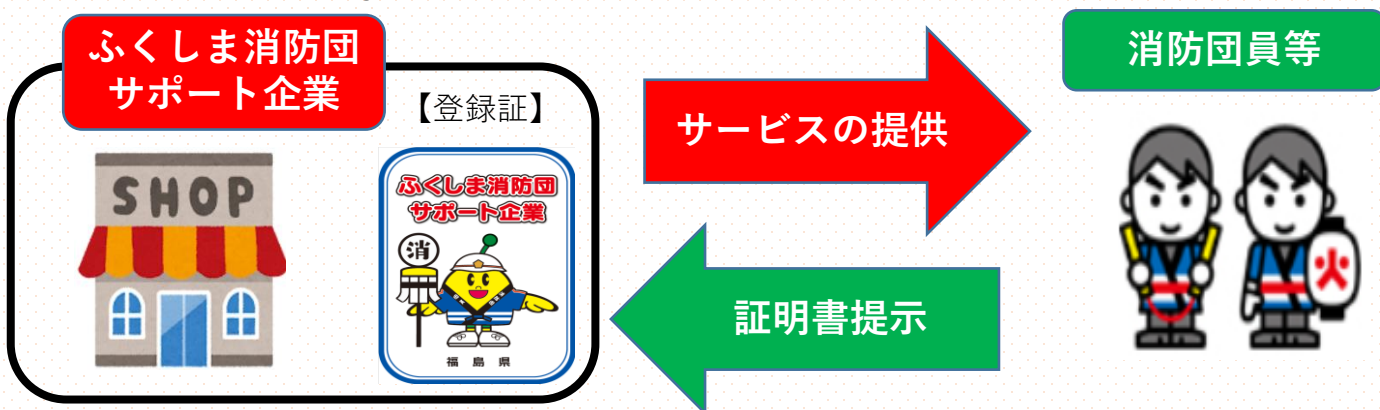 ふくしま消防団
サポート企業
【登録証】
SHOP
ふくしま消防団
サポート企業
消
福島県
サービスの提供
証明書提示
消防団員等
火